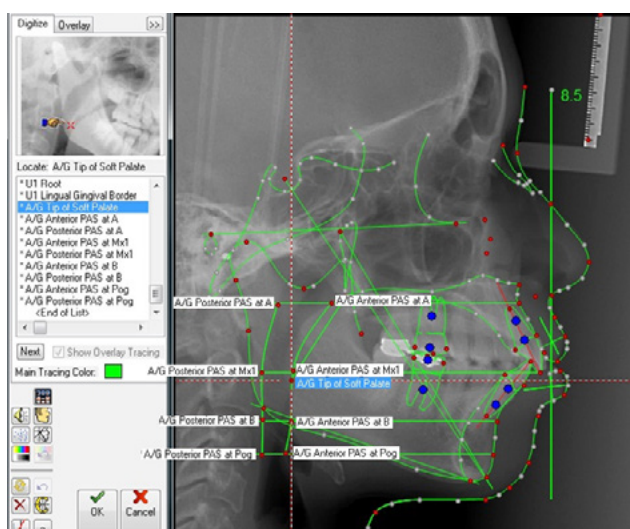 Digitize Overlay >>
Locate: A/G Tip of Soft Palate
* U1 Root
* U1 Lingual Gingival Border
* A/G Tip of Soft Palate
A/G Anterior PAS at A
A/G Posterior PAS at A
* A/G Anterior PAS at Mx1
* A/G Posterior PAS at Mx1
* A/G Anterior PAS at B
* A/G Posterior PAS at B
* A/G Anterior PAS at Pog
* A/G Posterior PAS at Pog
<End of List>
Next Show Overlay Tracing
Main Tracing Color:
OK Cancel
8.5
A/G Posterior PAS at A A/G Anterior PAS at A
A/G Posterior PAS at Mx1 A/G Anterior PAS at Mx1
A/G Tip of Soft Palate
A/G Posterior PAS at B A/G Anterior PAS at B
A/G Posterior PAS at Pog A/G Anterior PAS at Pog